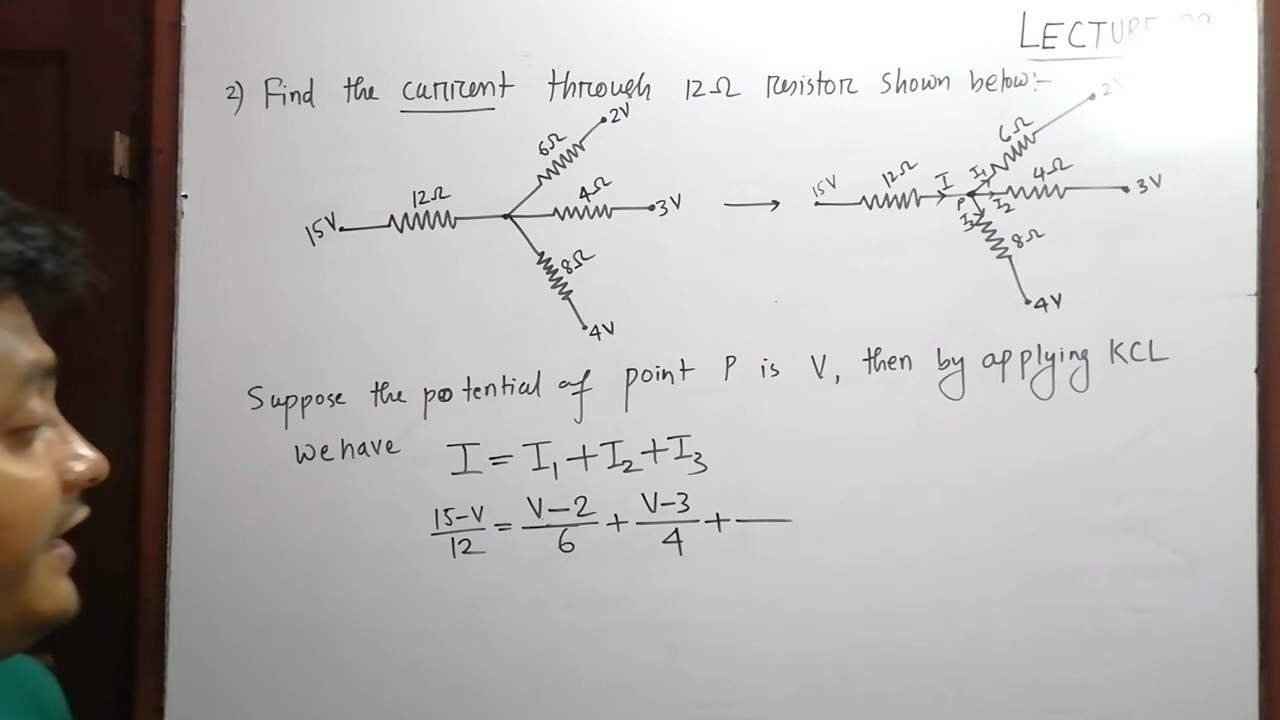 LECTURE
2) Find the current through 12Ω resistor shown below:-
15V 12Ω 6Ω 2V 4Ω 3V 8Ω 4V
15V 12Ω I P I₁ 6Ω 2V I₂ 4Ω 3V I₃ 8Ω 4V
Suppose the potential of point P is V, then by applying KCL
we have I = I₁ + I₂ + I₃
(15-V)/12 = (V-2)/6 + (V-3)/4 + —